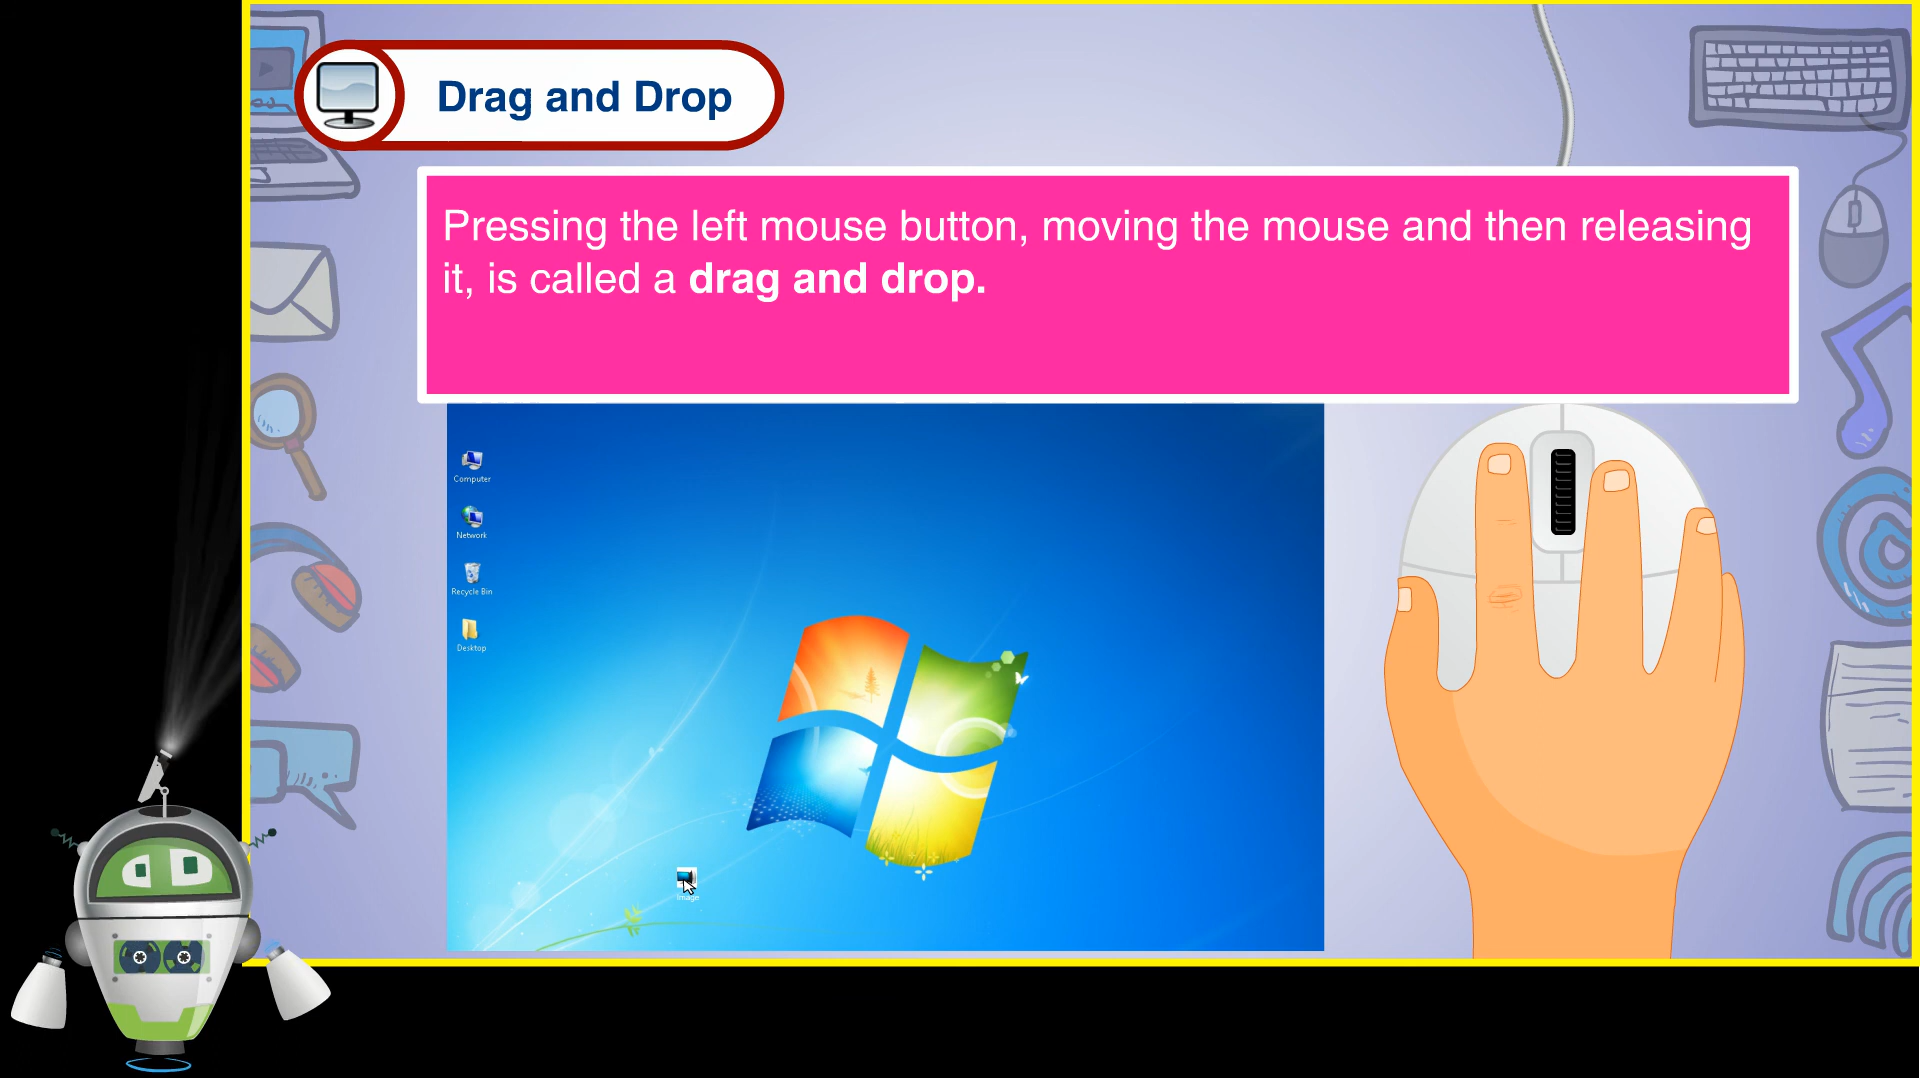 Drag and Drop
Pressing the left mouse button, moving the mouse and then releasing
it, is called a drag and drop.
Computer
Network
Recycle Bin
Desktop
Image